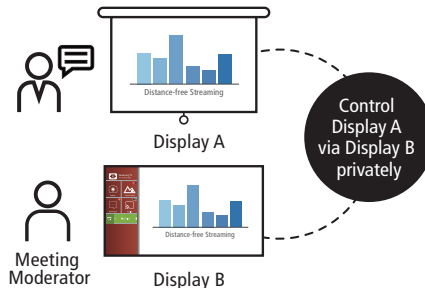 Distance-free Streaming
Display A
Control
Display A
via Display B
privately
Distance-free Streaming
Meeting
Moderator
Display B